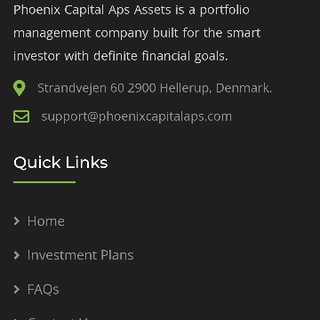 Phoenix Capital Aps Assets is a portfolio
management company built for the smart
investor with definite financial goals.
Strandvejen 60 2900 Hellerup, Denmark.
support@phoenixcapitalaps.com
Quick Links
Home
Investment Plans
FAQs